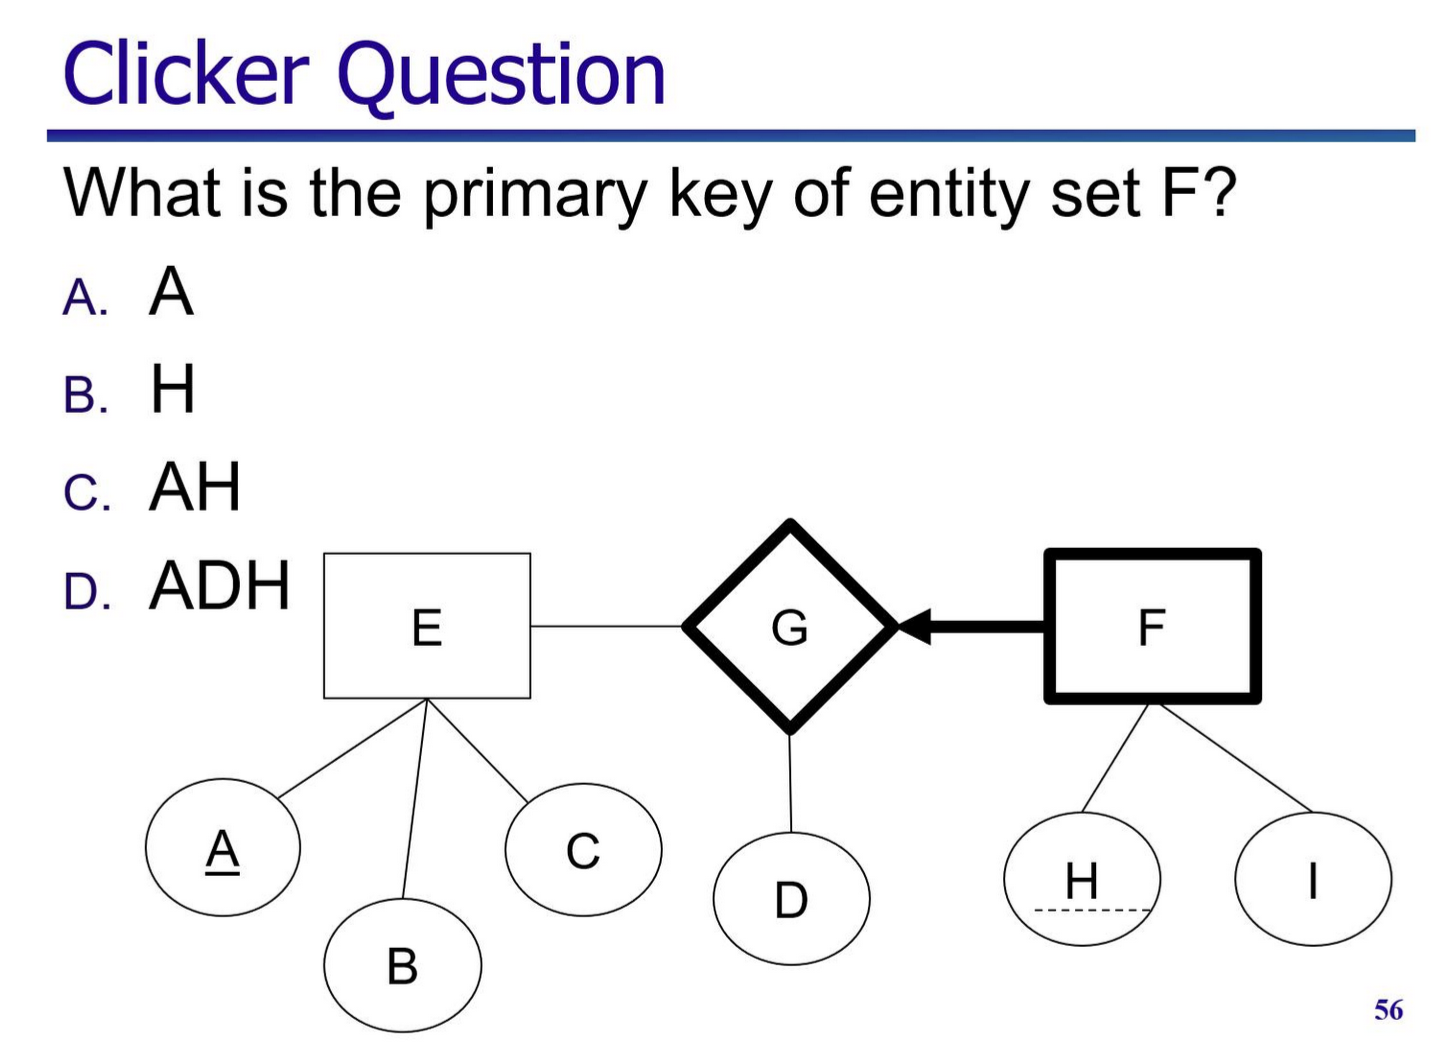 Clicker Question
What is the primary key of entity set F?
A. A
B. H
C. AH
D. ADH
E
G
F
A
B
C
D
H
I
56